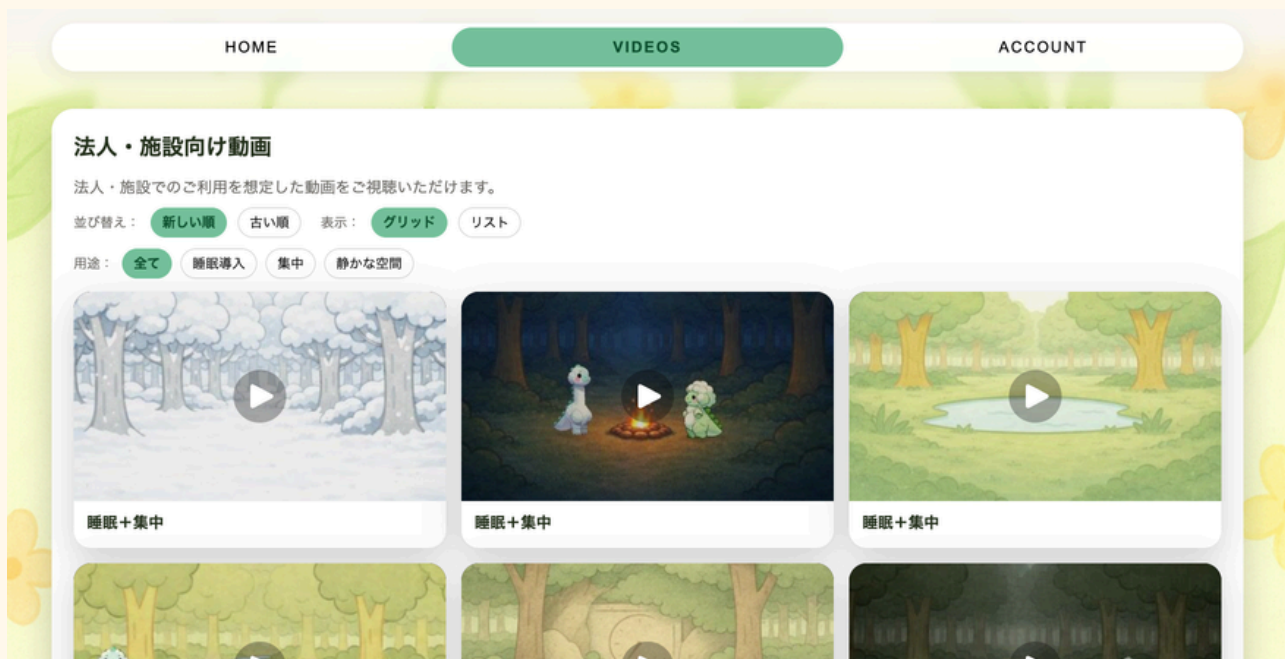 HOME VIDEOS ACCOUNT
法人・施設向け動画
法人・施設でのご利用を想定した動画をご視聴いただけます。
並び替え： 新しい順 古い順 表示： グリッド リスト
用途： 全て 睡眠導入 集中 静かな空間
睡眠＋集中 睡眠＋集中 睡眠＋集中